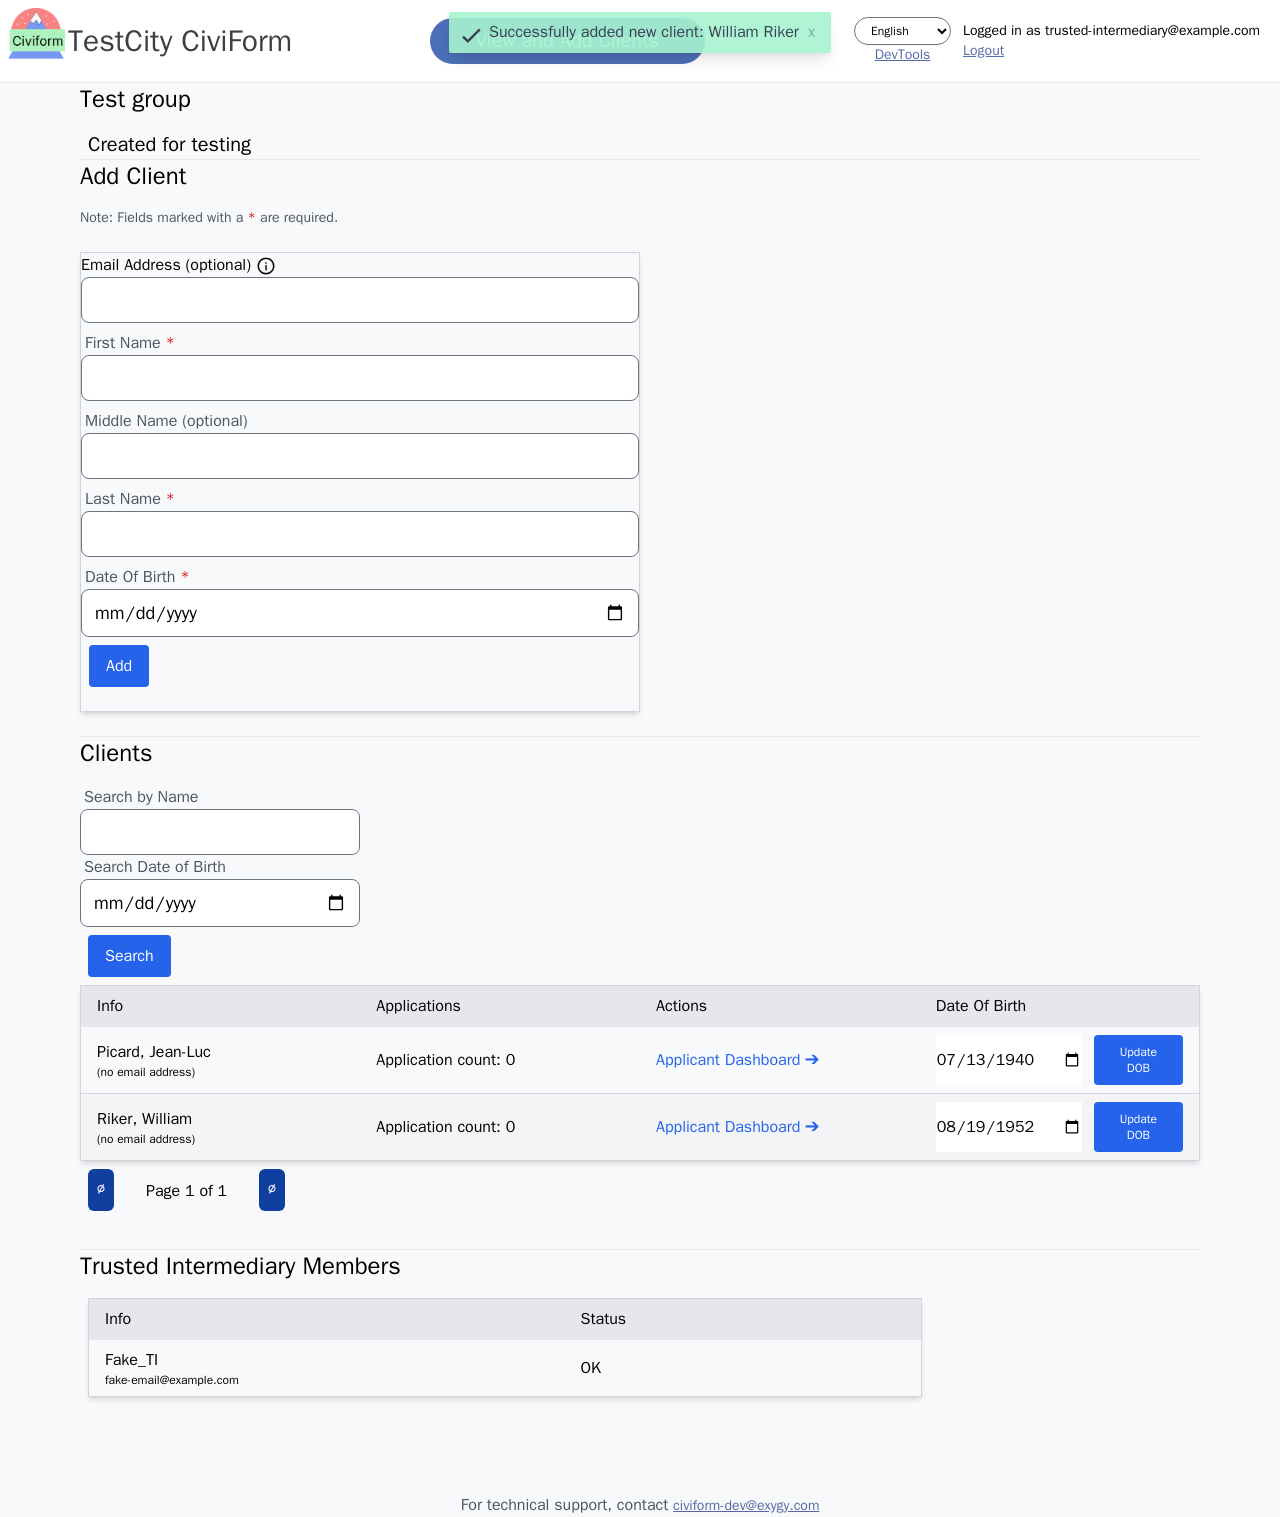 Civiform
TestCity CiviForm
View and Add Clients
Successfully added new client: William Riker x
English
DevTools
Logged in as trusted-intermediary@example.com
Logout
Test group
Created for testing
Add Client
Note: Fields marked with a * are required.
Email Address (optional)
First Name *
Middle Name (optional)
Last Name *
Date Of Birth *
mm/dd/yyyy
Add
Clients
Search by Name
Search Date of Birth
mm/dd/yyyy
Search
Info Applications Actions Date Of Birth
Picard, Jean-Luc
(no email address)
Application count: 0
Applicant Dashboard ➔
07/13/1940
Update
DOB
Riker, William
(no email address)
Application count: 0
Applicant Dashboard ➔
08/19/1952
Update
DOB
∅ Page 1 of 1 ∅
Trusted Intermediary Members
Info Status
Fake_TI
fake-email@example.com
OK
For technical support, contact civiform-dev@exygy.com